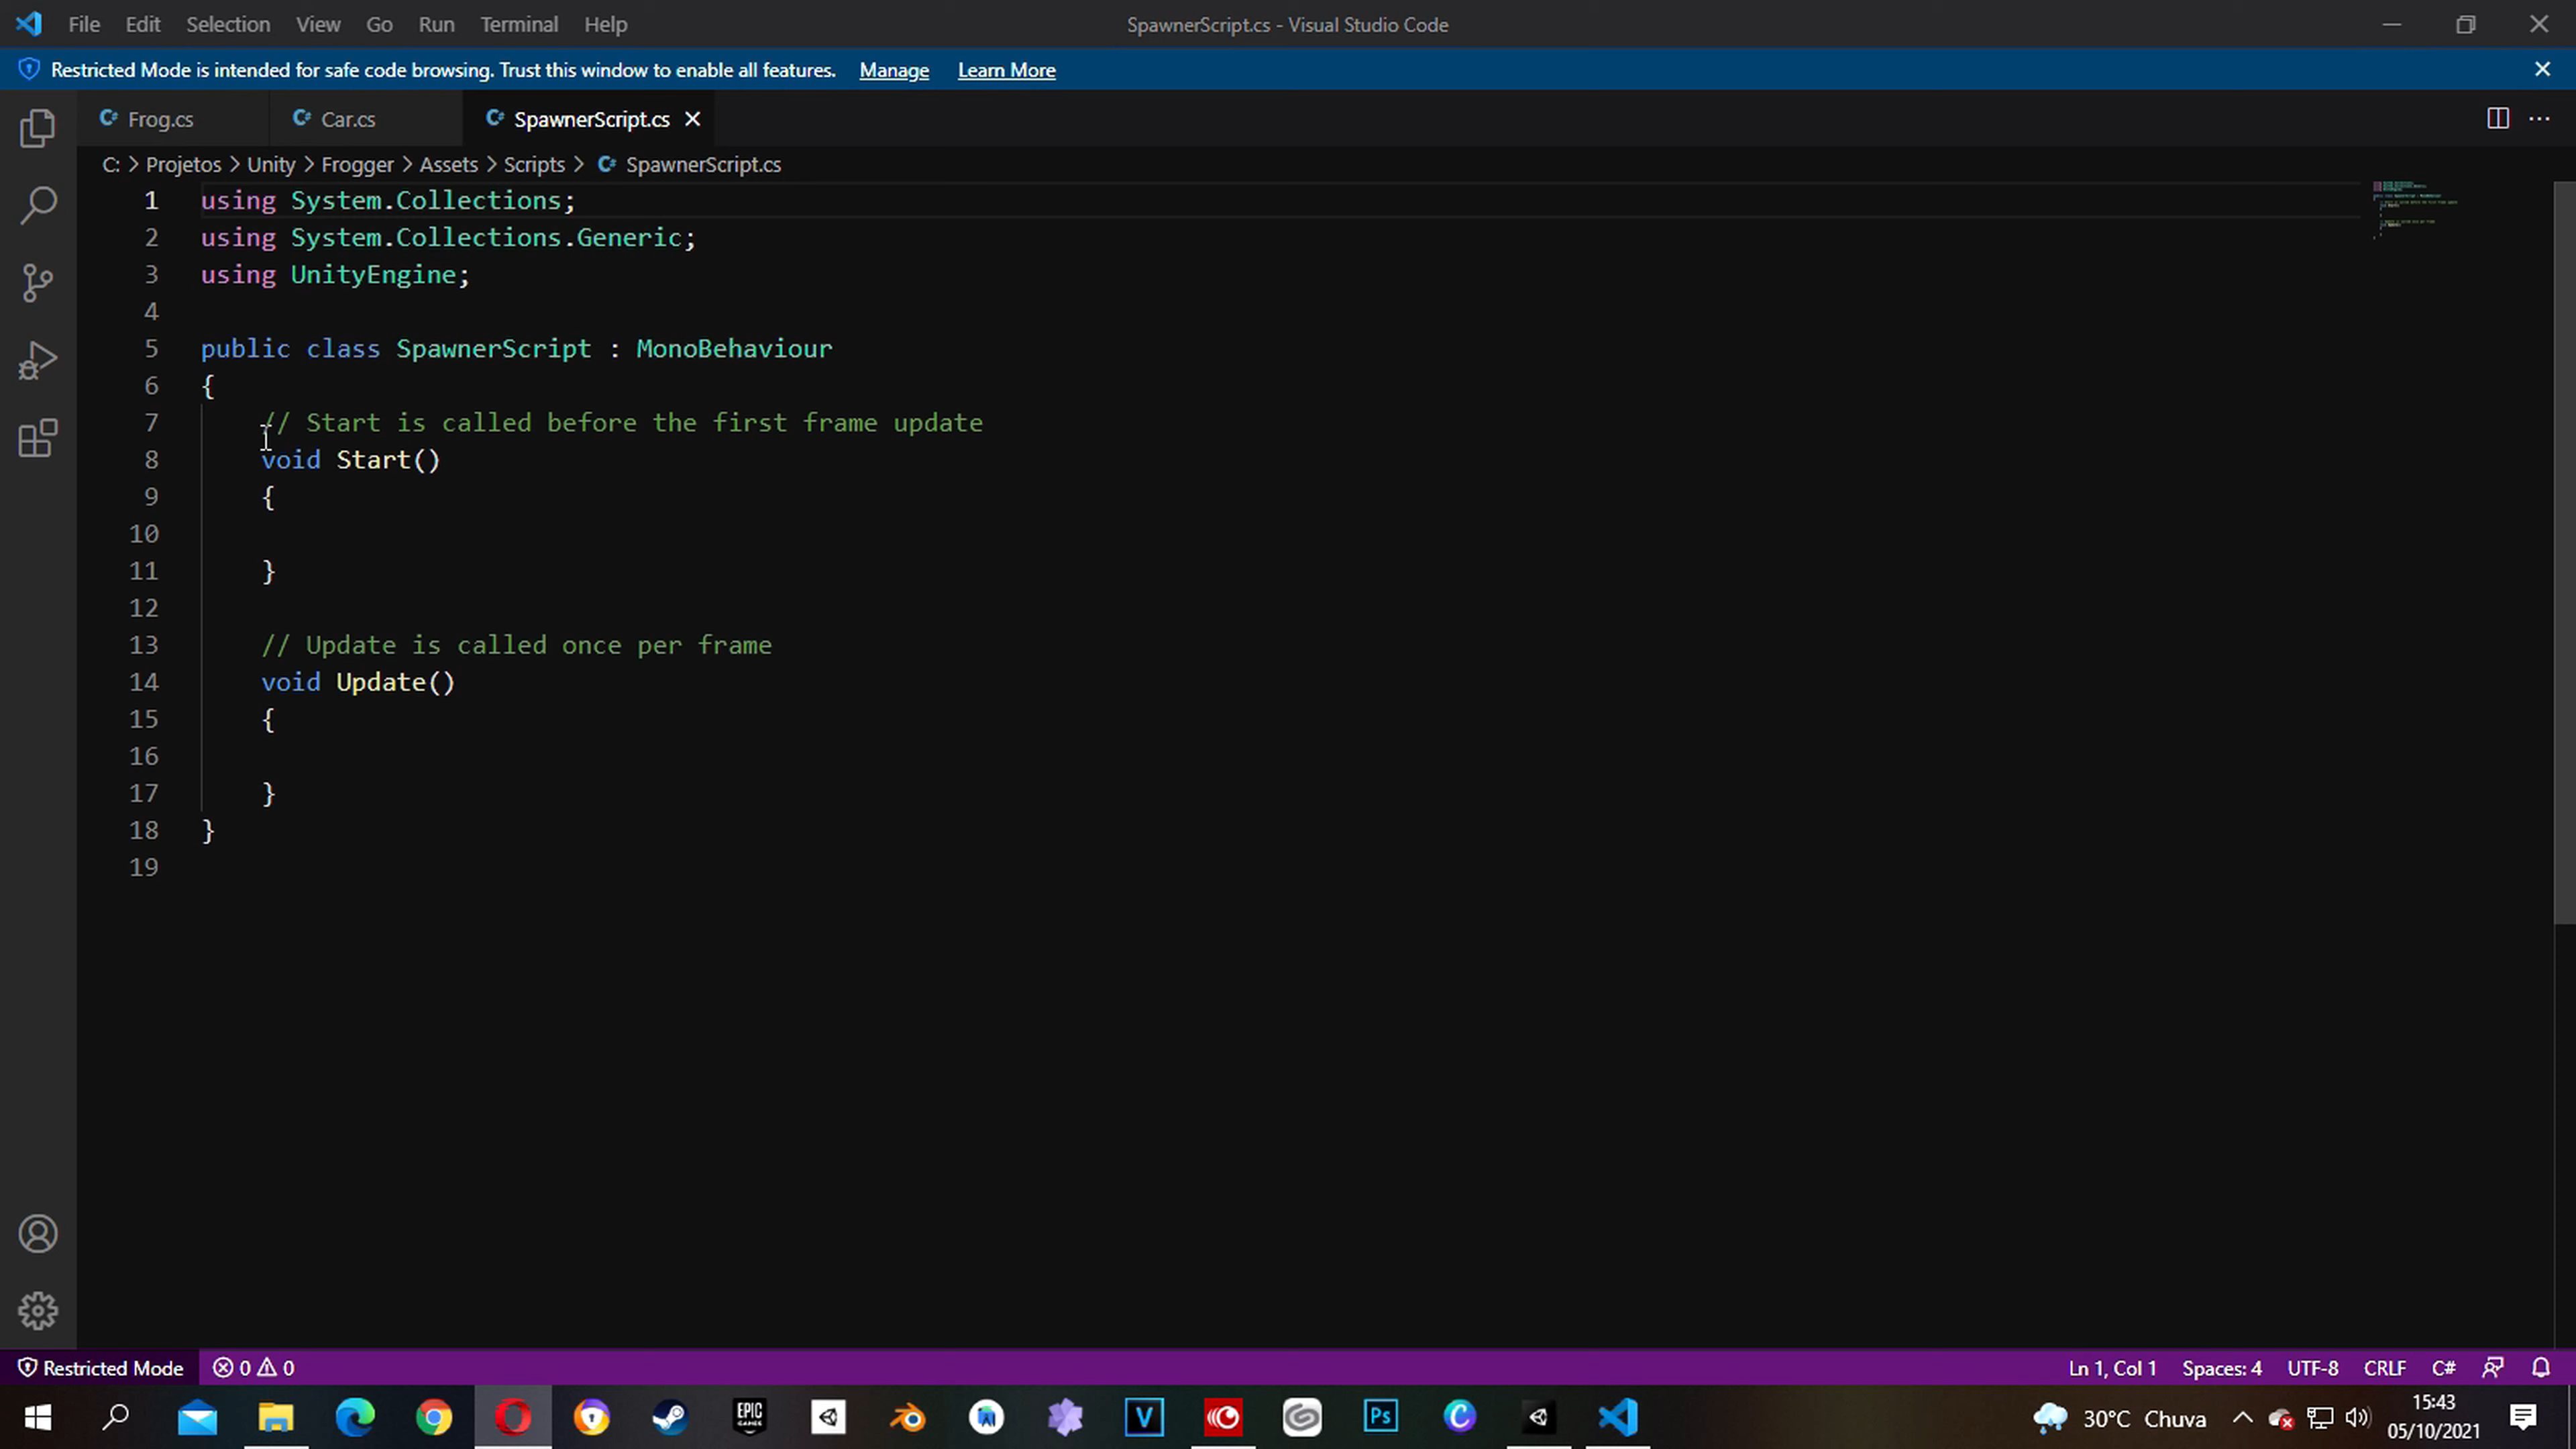 File Edit Selection View Go Run Terminal Help SpawnerScript.cs - Visual Studio Code
Restricted Mode is intended for safe code browsing. Trust this window to enable all features. Manage Learn More
Frog.cs Car.cs SpawnerScript.cs
C: > Projetos > Unity > Frogger > Assets > Scripts > SpawnerScript.cs
1 using System.Collections;
2 using System.Collections.Generic;
3 using UnityEngine;
4
5 public class SpawnerScript : MonoBehaviour
6 {
7 // Start is called before the first frame update
8 void Start()
9 {
10
11 }
12
13 // Update is called once per frame
14 void Update()
15 {
16
17 }
18 }
19
Restricted Mode 0 0 Ln 1, Col 1 Spaces: 4 UTF-8 CRLF C#
EPIC GAMES V Ps C 30°C Chuva 15:43
05/10/2021